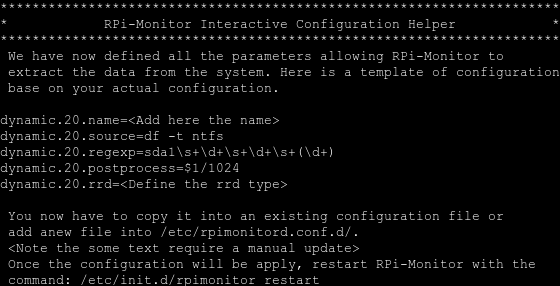 **********************************************************************
* RPi-Monitor Interactive Configuration Helper *
**********************************************************************
We have now defined all the parameters allowing RPi-Monitor to
extract the data from the system. Here is a template of configuration
base on your actual configuration.
dynamic.20.name=<Add here the name>
dynamic.20.source=df -t ntfs
dynamic.20.regexp=sda1\s+\d+\s+\d+\s+(\d+)
dynamic.20.postprocess=$1/1024
dynamic.20.rrd=<Define the rrd type>
You now have to copy it into an existing configuration file or
add anew file into /etc/rpimonitord.conf.d/.
<Note the some text require a manual update>
Once the configuration will be apply, restart RPi-Monitor with the
command: /etc/init.d/rpimonitor restart